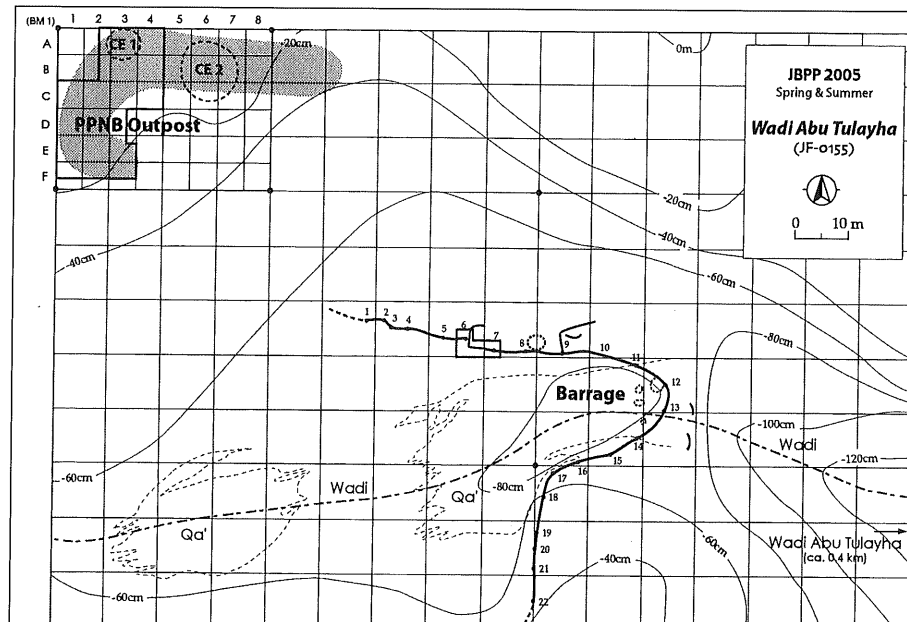 (BM 1) 1 2 3 4 5 6 7 8
A
B
C
D
E
F
CE 1
CE 2
PPNB Outpost
-20cm
0m
JBPP 2005
Spring & Summer
Wadi Abu Tulayha
(JF-0155)
0 10 m
-20cm
-40cm
-60cm
-40cm
-80cm
1 2 3 4 5 6 7 8 9 10 11 12 13 14 15 16 17 18 19 20 21 22
Barrage
-100cm
Wadi
-120cm
-60cm
Wadi
Qa'
-80cm
Qa'
-60cm
-40cm
-60cm
Wadi Abu Tulayha
(ca. 0.4 km)